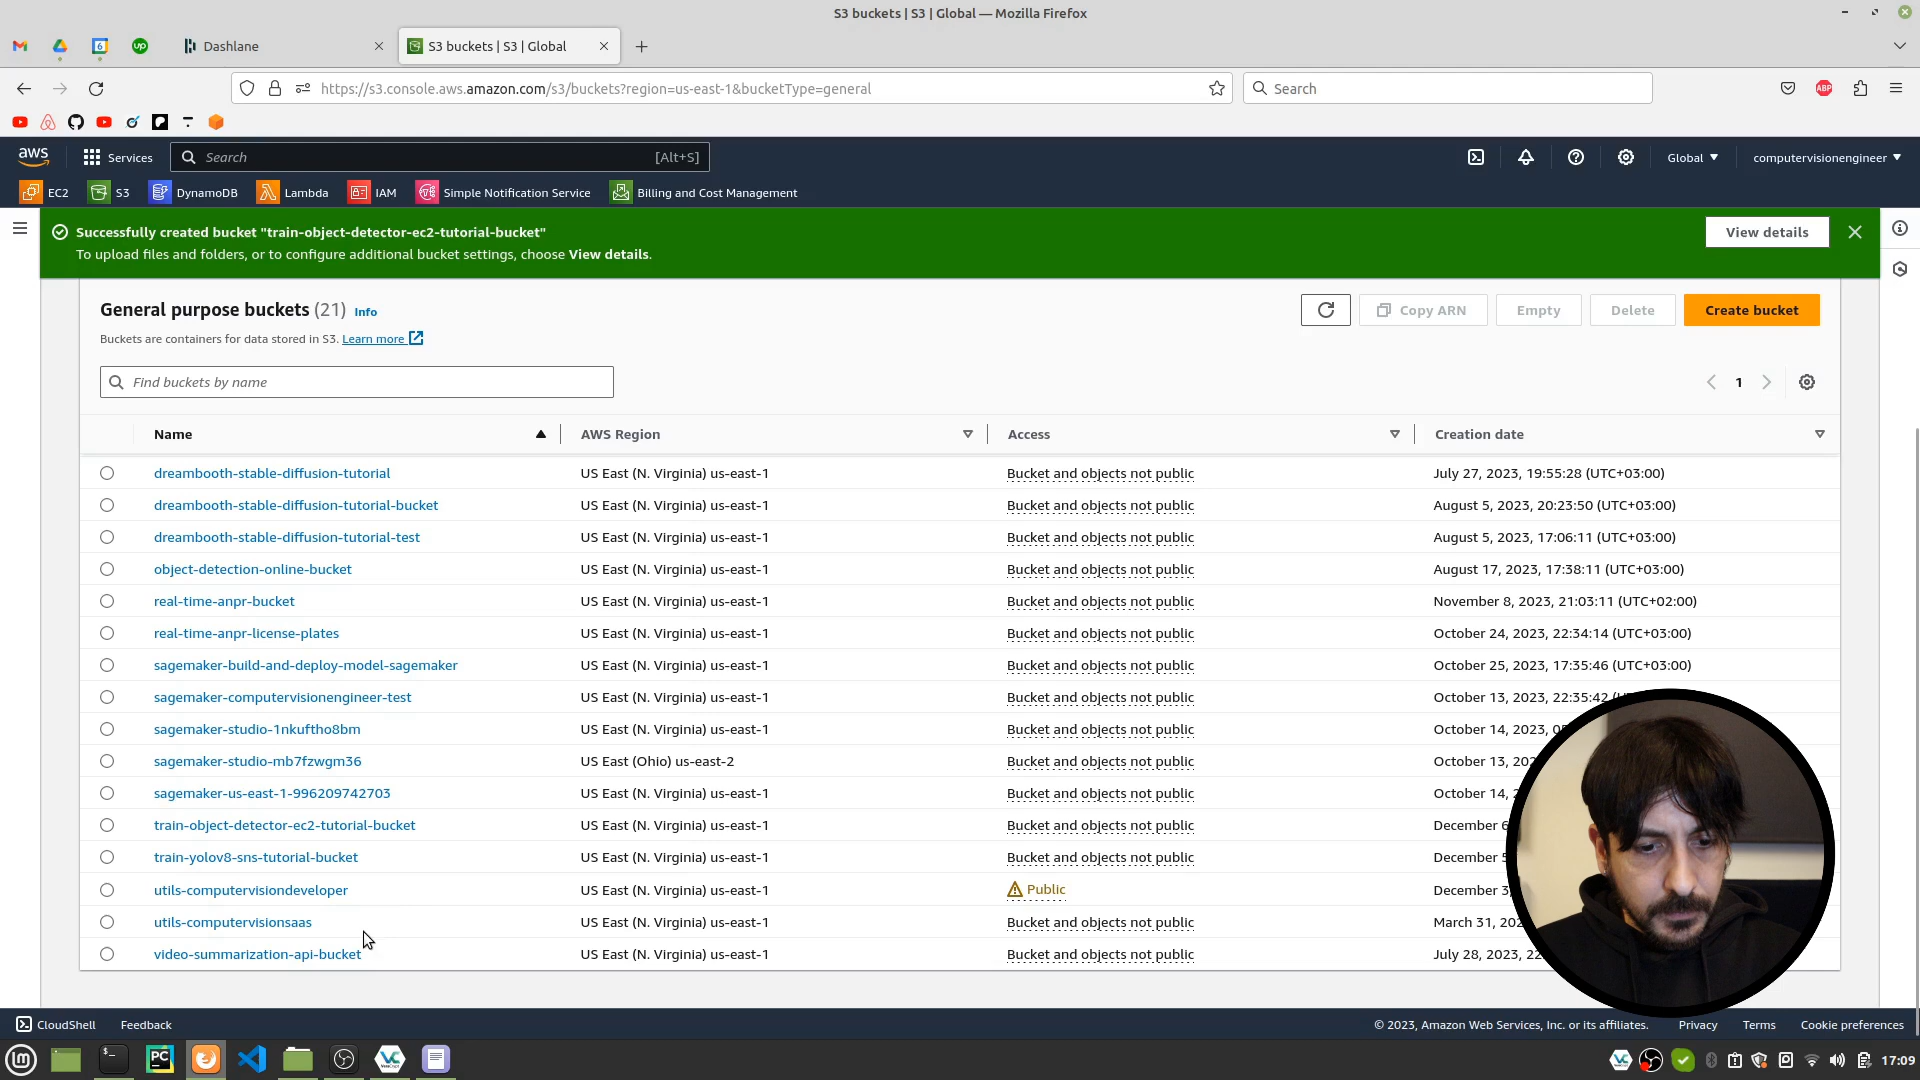 S3 buckets | S3 | Global — Mozilla Firefox
Dashlane
S3 buckets | S3 | Global
https://s3.console.aws.amazon.com/s3/buckets?region=us-east-1&bucketType=general
Search
ABP
aws
Services
Search
[Alt+S]
Global
computervisionengineer
EC2
S3
DynamoDB
Lambda
IAM
Simple Notification Service
Billing and Cost Management
Successfully created bucket "train-object-detector-ec2-tutorial-bucket"
To upload files and folders, or to configure additional bucket settings, choose View details.
View details
General purpose buckets (21) Info
Buckets are containers for data stored in S3. Learn more
Copy ARN
Empty
Delete
Create bucket
Find buckets by name
1
Name AWS Region Access Creation date
dreambooth-stable-diffusion-tutorial US East (N. Virginia) us-east-1 Bucket and objects not public July 27, 2023, 19:55:28 (UTC+03:00)
dreambooth-stable-diffusion-tutorial-bucket US East (N. Virginia) us-east-1 Bucket and objects not public August 5, 2023, 20:23:50 (UTC+03:00)
dreambooth-stable-diffusion-tutorial-test US East (N. Virginia) us-east-1 Bucket and objects not public August 5, 2023, 17:06:11 (UTC+03:00)
object-detection-online-bucket US East (N. Virginia) us-east-1 Bucket and objects not public August 17, 2023, 17:38:11 (UTC+03:00)
real-time-anpr-bucket US East (N. Virginia) us-east-1 Bucket and objects not public November 8, 2023, 21:03:11 (UTC+02:00)
real-time-anpr-license-plates US East (N. Virginia) us-east-1 Bucket and objects not public October 24, 2023, 22:34:14 (UTC+03:00)
sagemaker-build-and-deploy-model-sagemaker US East (N. Virginia) us-east-1 Bucket and objects not public October 25, 2023, 17:35:46 (UTC+03:00)
sagemaker-computervisionengineer-test US East (N. Virginia) us-east-1 Bucket and objects not public October 13, 2023, 22:35:42
sagemaker-studio-1nkuftho8bm US East (N. Virginia) us-east-1 Bucket and objects not public October 14, 2023,
sagemaker-studio-mb7fzwgm36 US East (Ohio) us-east-2 Bucket and objects not public October 13,
sagemaker-us-east-1-996209742703 US East (N. Virginia) us-east-1 Bucket and objects not public October 14,
train-object-detector-ec2-tutorial-bucket US East (N. Virginia) us-east-1 Bucket and objects not public December 6
train-yolov8-sns-tutorial-bucket US East (N. Virginia) us-east-1 Bucket and objects not public December
utils-computervisiondeveloper US East (N. Virginia) us-east-1 Public December 3,
utils-computervisionsaas US East (N. Virginia) us-east-1 Bucket and objects not public March 31,
video-summarization-api-bucket US East (N. Virginia) us-east-1 Bucket and objects not public July 28, 2023,
CloudShell
Feedback
© 2023, Amazon Web Services, Inc. or its affiliates.
Privacy
Terms
Cookie preferences
17:09